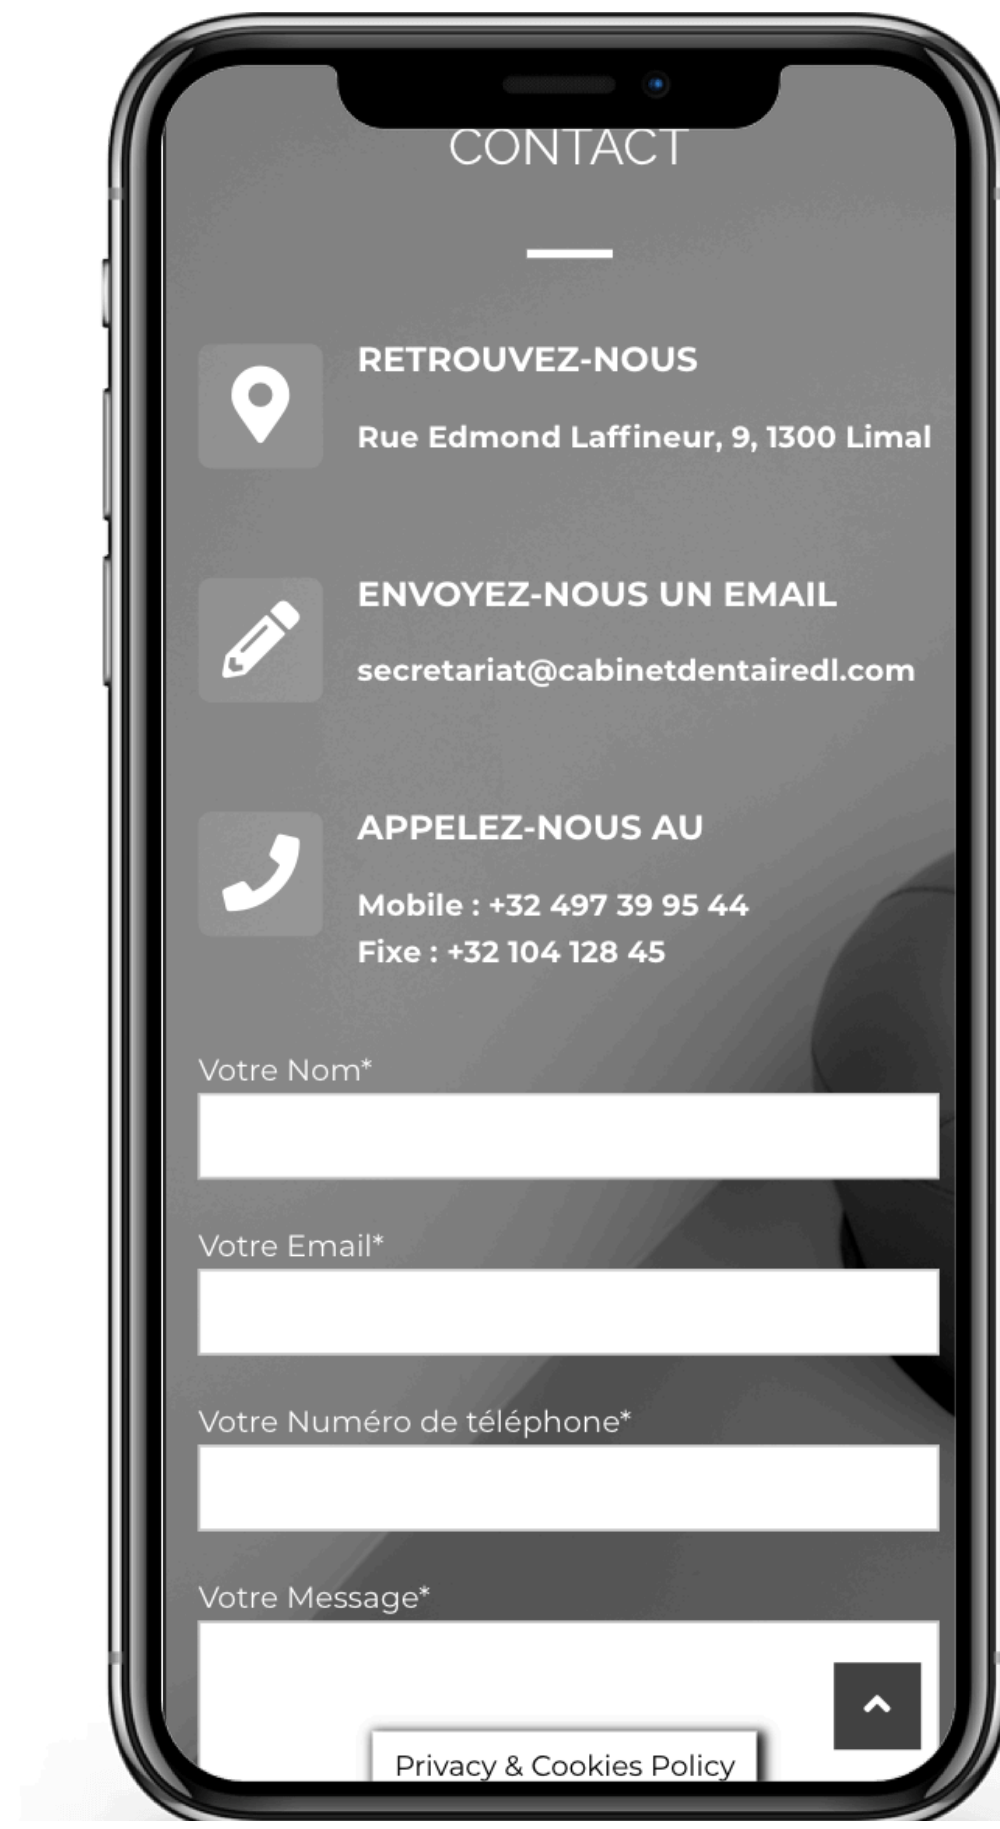 CONTACT
RETROUVEZ-NOUS
Rue Edmond Laffineur, 9, 1300 Limal
ENVOYEZ-NOUS UN EMAIL
secretariat@cabinetdentairedl.com
APPELEZ-NOUS AU
Mobile : +32 497 39 95 44
Fixe : +32 104 128 45
Votre Nom*
Votre Email*
Votre Numéro de téléphone*
Votre Message*
Privacy & Cookies Policy